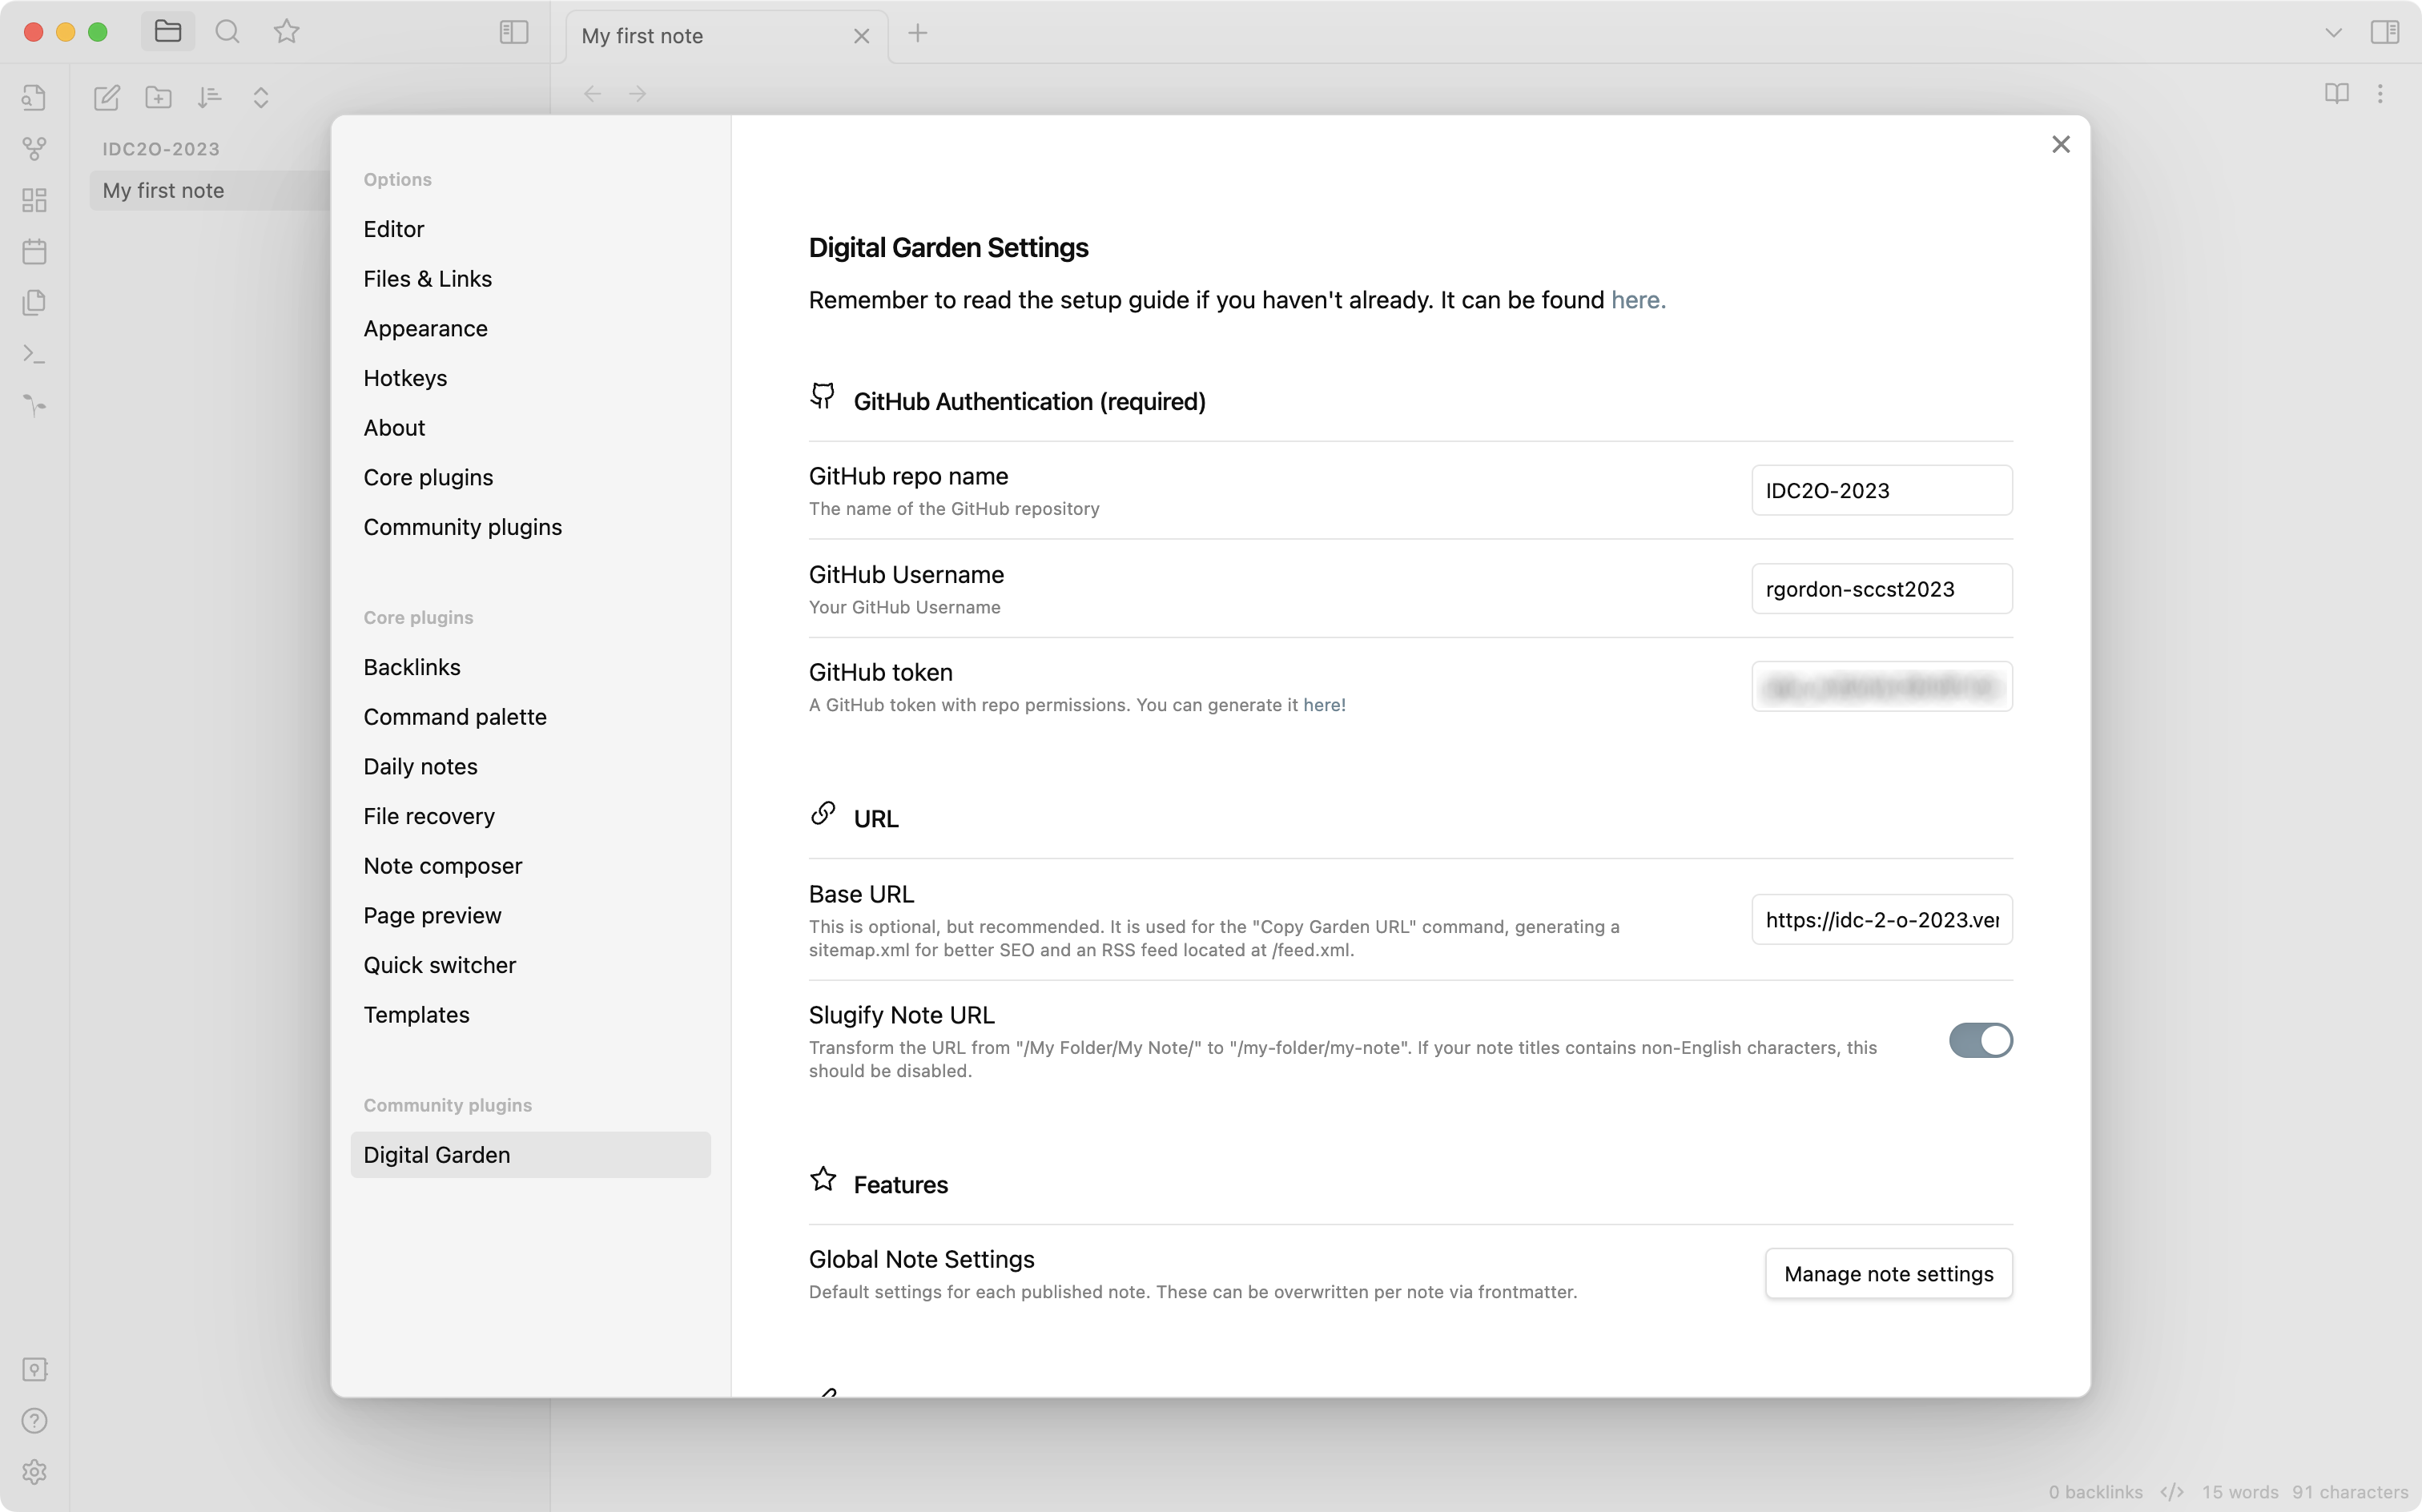 My first note
IDC2O-2023
My first note
Options
Editor
Files & Links
Appearance
Hotkeys
About
Core plugins
Community plugins
Core plugins
Backlinks
Command palette
Daily notes
File recovery
Note composer
Page preview
Quick switcher
Templates
Community plugins
Digital Garden
Digital Garden Settings
Remember to read the setup guide if you haven't already. It can be found here.
GitHub Authentication (required)
GitHub repo name
The name of the GitHub repository
IDC2O-2023
GitHub Username
Your GitHub Username
rgordon-sccst2023
GitHub token
A GitHub token with repo permissions. You can generate it here!
URL
Base URL
This is optional, but recommended. It is used for the "Copy Garden URL" command, generating a
sitemap.xml for better SEO and an RSS feed located at /feed.xml.
https://idc-2-o-2023.ver
Slugify Note URL
Transform the URL from "/My Folder/My Note/" to "/my-folder/my-note". If your note titles contains non-English characters, this
should be disabled.
Features
Global Note Settings
Default settings for each published note. These can be overwritten per note via frontmatter.
Manage note settings
0 backlinks </> 15 words 91 characters